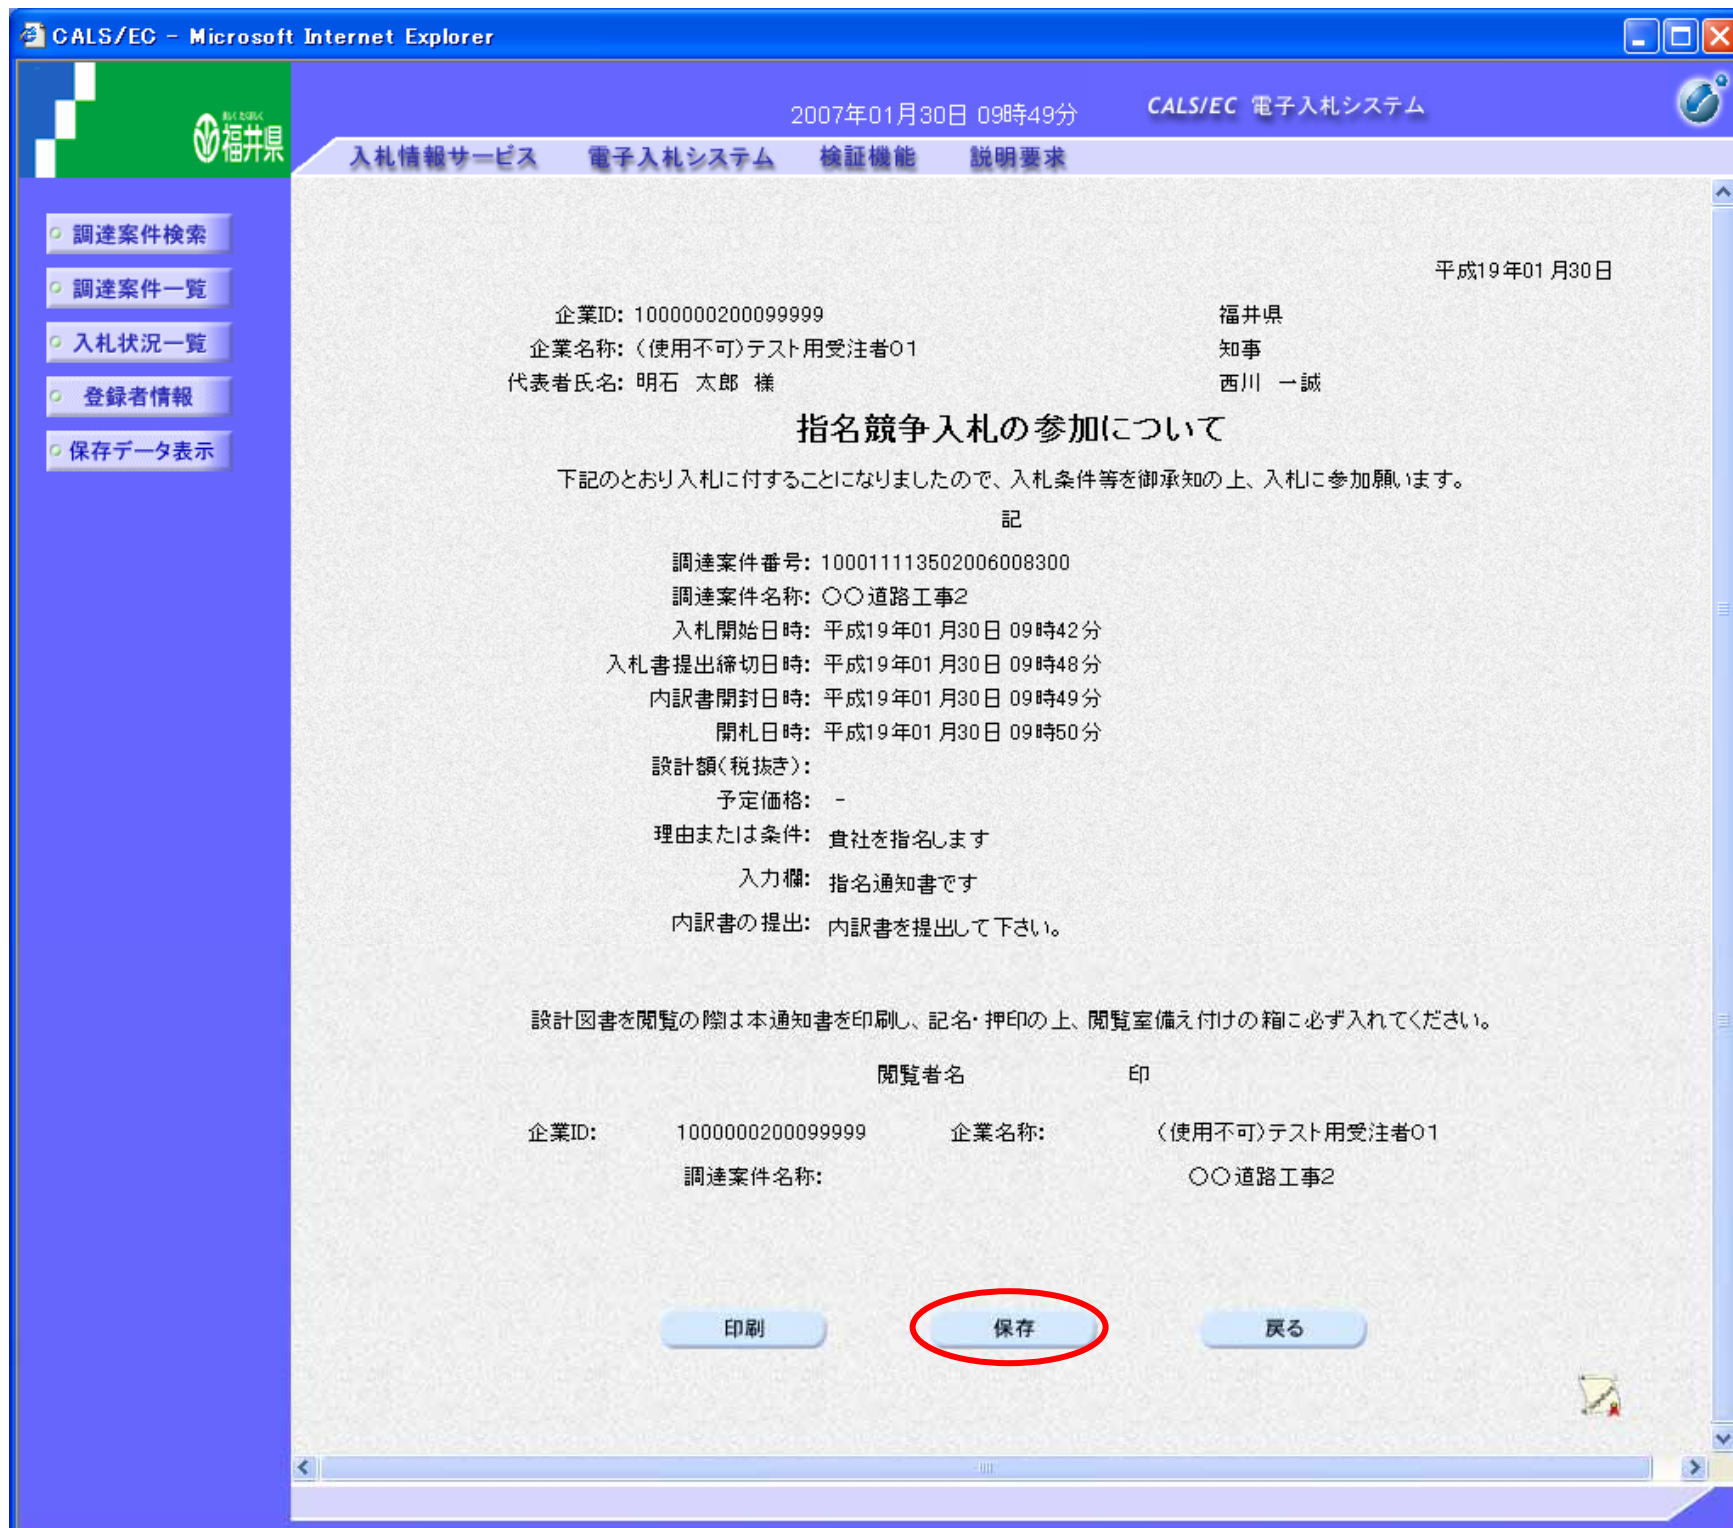 CALS/EC - Microsoft Internet Explorer
福井県
2007年01月30日 09時49分
CALS/EC 電子入札システム
入札情報サービス 電子入札システム 検証機能 説明要求
調達案件検索
調達案件一覧
入札状況一覧
登録者情報
保存データ表示
平成19年01月30日
企業ID: 1000000200099999 福井県
企業名称: (使用不可)テスト用受注者01 知事
代表者氏名: 明石 太郎 様 西川 一誠
指名競争入札の参加について
下記のとおり入札に付することになりましたので、入札条件等を御承知の上、入札に参加願います。
記
調達案件番号: 100011113502006008300
調達案件名称: 〇〇道路工事2
入札開始日時: 平成19年01月30日 09時42分
入札書提出締切日時: 平成19年01月30日 09時48分
内訳書開封日時: 平成19年01月30日 09時49分
開札日時: 平成19年01月30日 09時50分
設計額(税抜き):
予定価格: -
理由または条件: 貴社を指名します
入力欄: 指名通知書です
内訳書の提出: 内訳書を提出して下さい。
設計図書を閲覧の際は本通知書を印刷し、記名・押印の上、閲覧室備え付けの箱に必ず入れてください。
閲覧者名 印
企業ID: 1000000200099999 企業名称: (使用不可)テスト用受注者01
調達案件名称: 〇〇道路工事2
印刷 保存 戻る